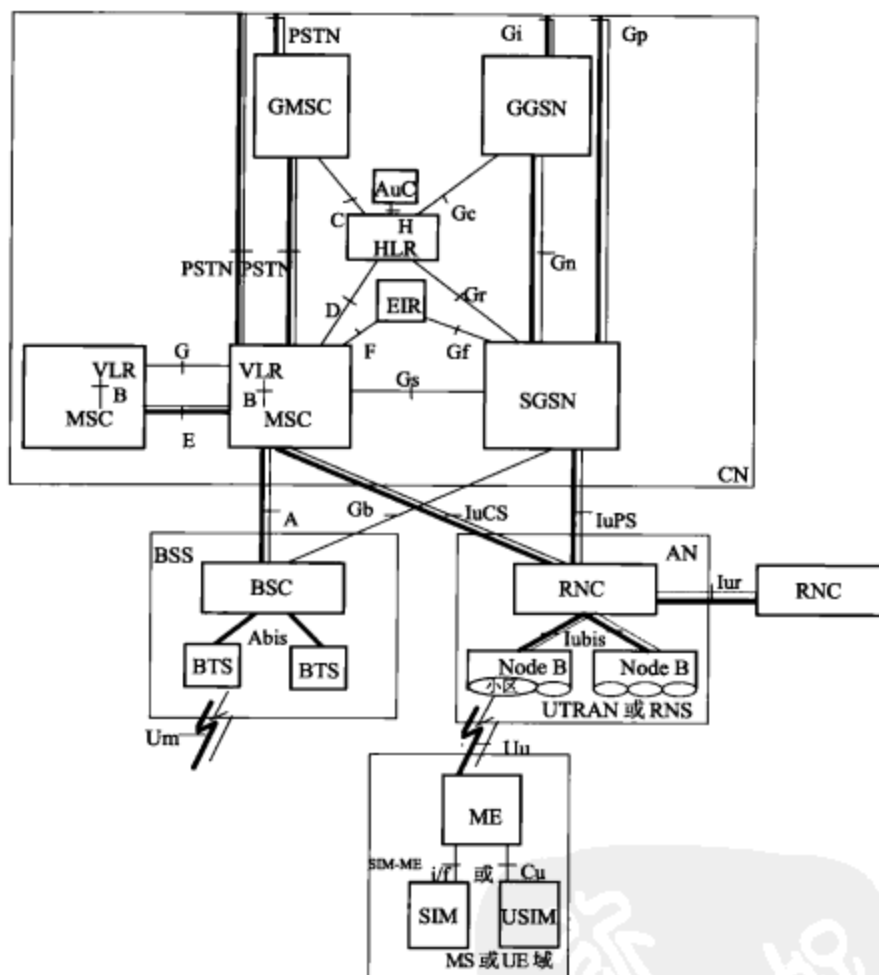 PSTN
Gi
Gp
GMSC
GGSN
AuC
C
H
Gc
HLR
PSTN
PSTN
Gn
D
EIR
Gr
F
Gf
G
VLR
VLR
Gs
B
B
SGSN
MSC
MSC
E
CN
A
Gb
IuCS
IuPS
BSS
AN
BSC
RNC
Iur
RNC
Abis
Iubis
BTS
BTS
Node B
Node B
小区
UTRAN 或 RNS
Um
Uu
ME
SIM-ME
i/f 或 Cu
SIM
USIM
MS 或 UE 域